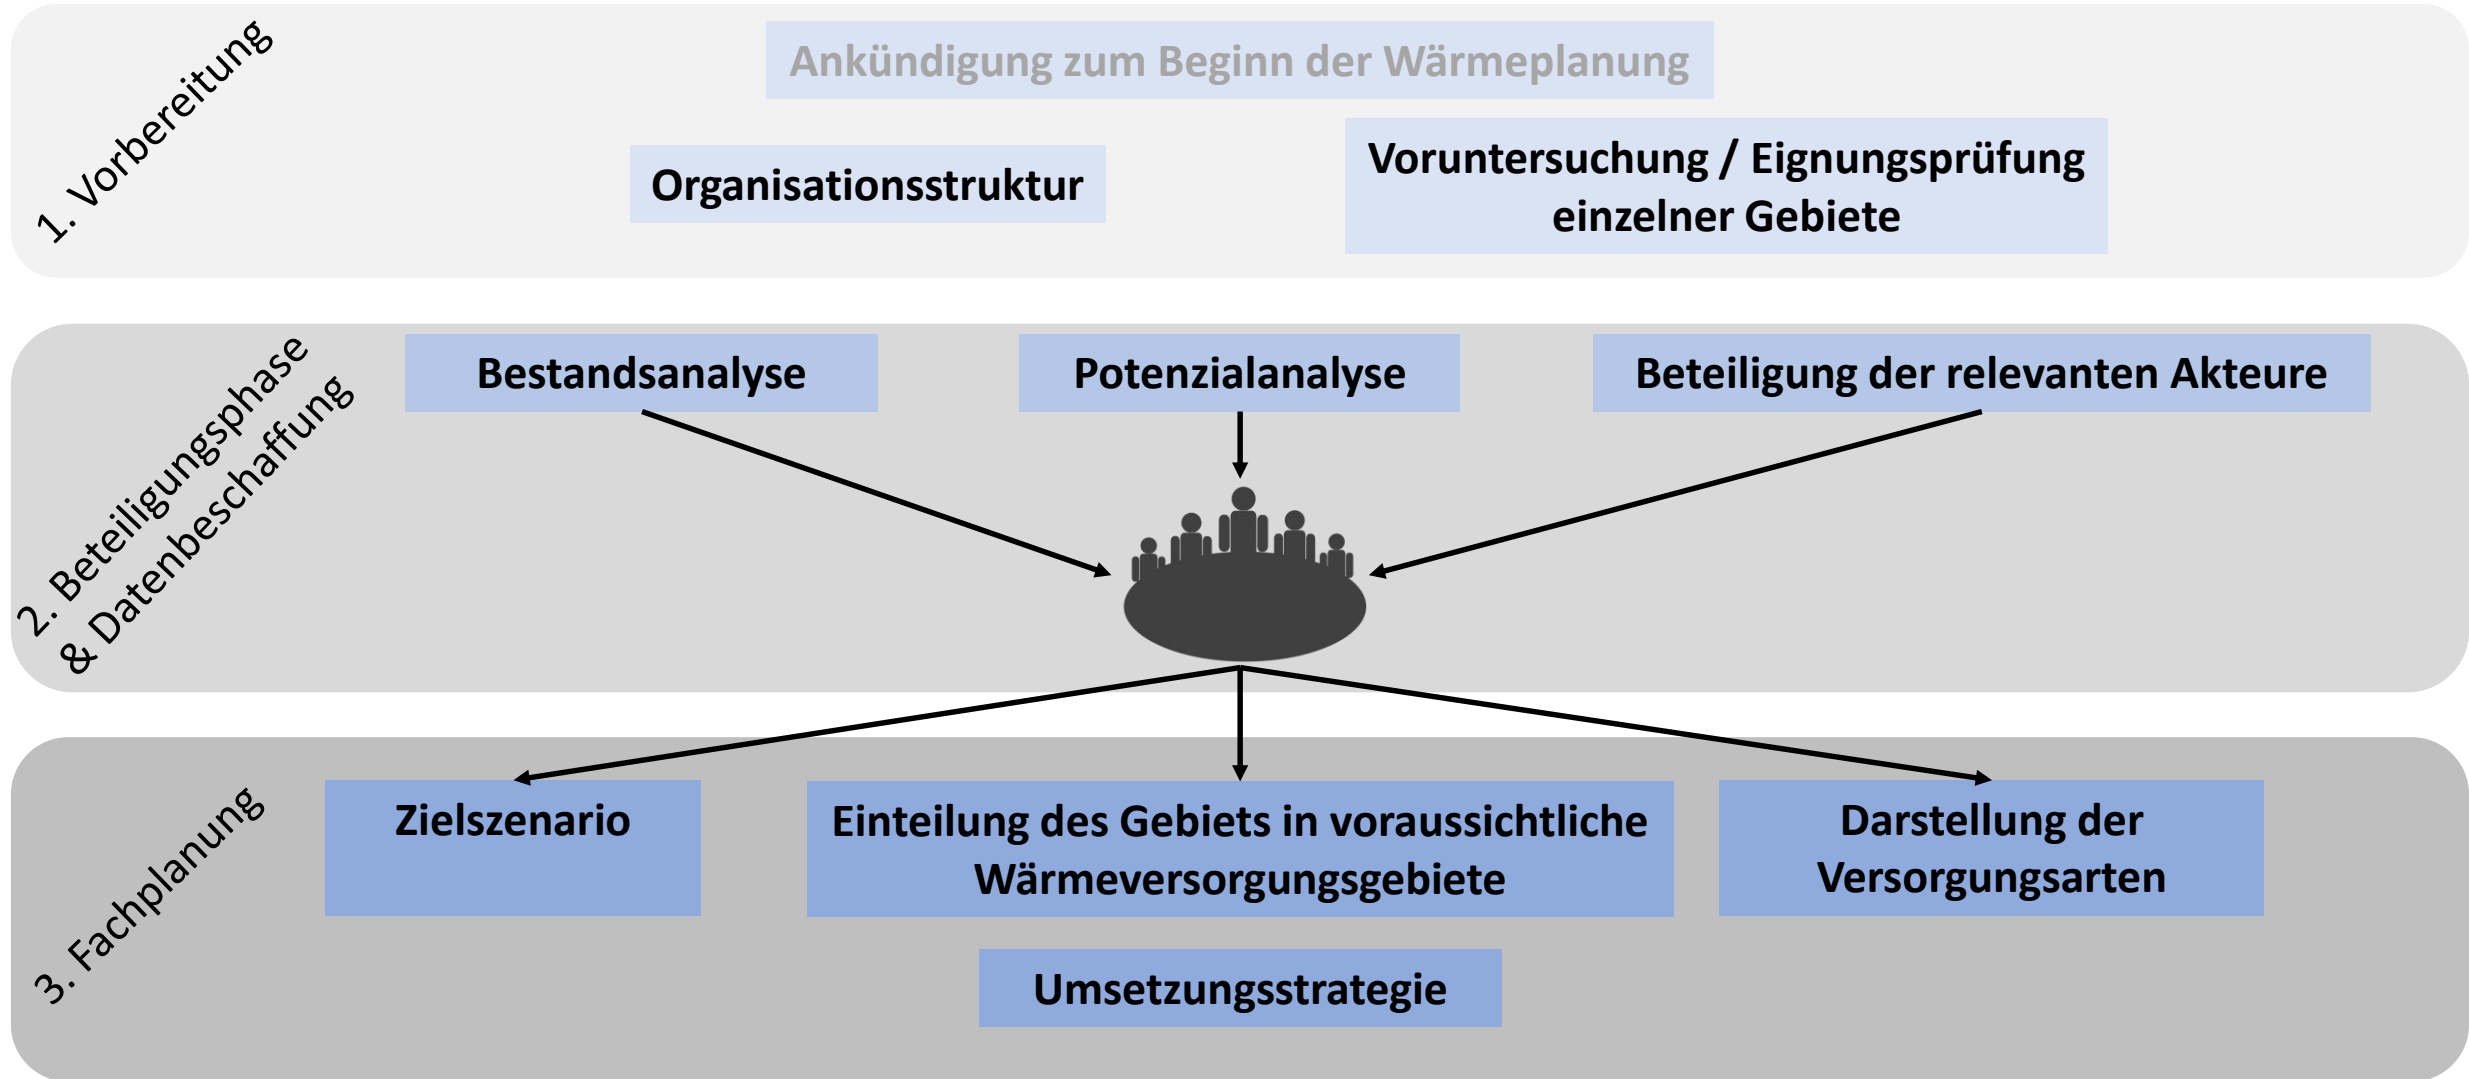 1. Vorbereitung
Ankündigung zum Beginn der Wärmeplanung
Organisationsstruktur
Voruntersuchung / Eignungsprüfung
einzelner Gebiete
2. Beteiligungsphase
& Datenbeschaffung
Bestandsanalyse
Potenzialanalyse
Beteiligung der relevanten Akteure
3. Fachplanung
Zielszenario
Einteilung des Gebiets in voraussichtliche
Wärmeversorgungsgebiete
Darstellung der
Versorgungsarten
Umsetzungsstrategie